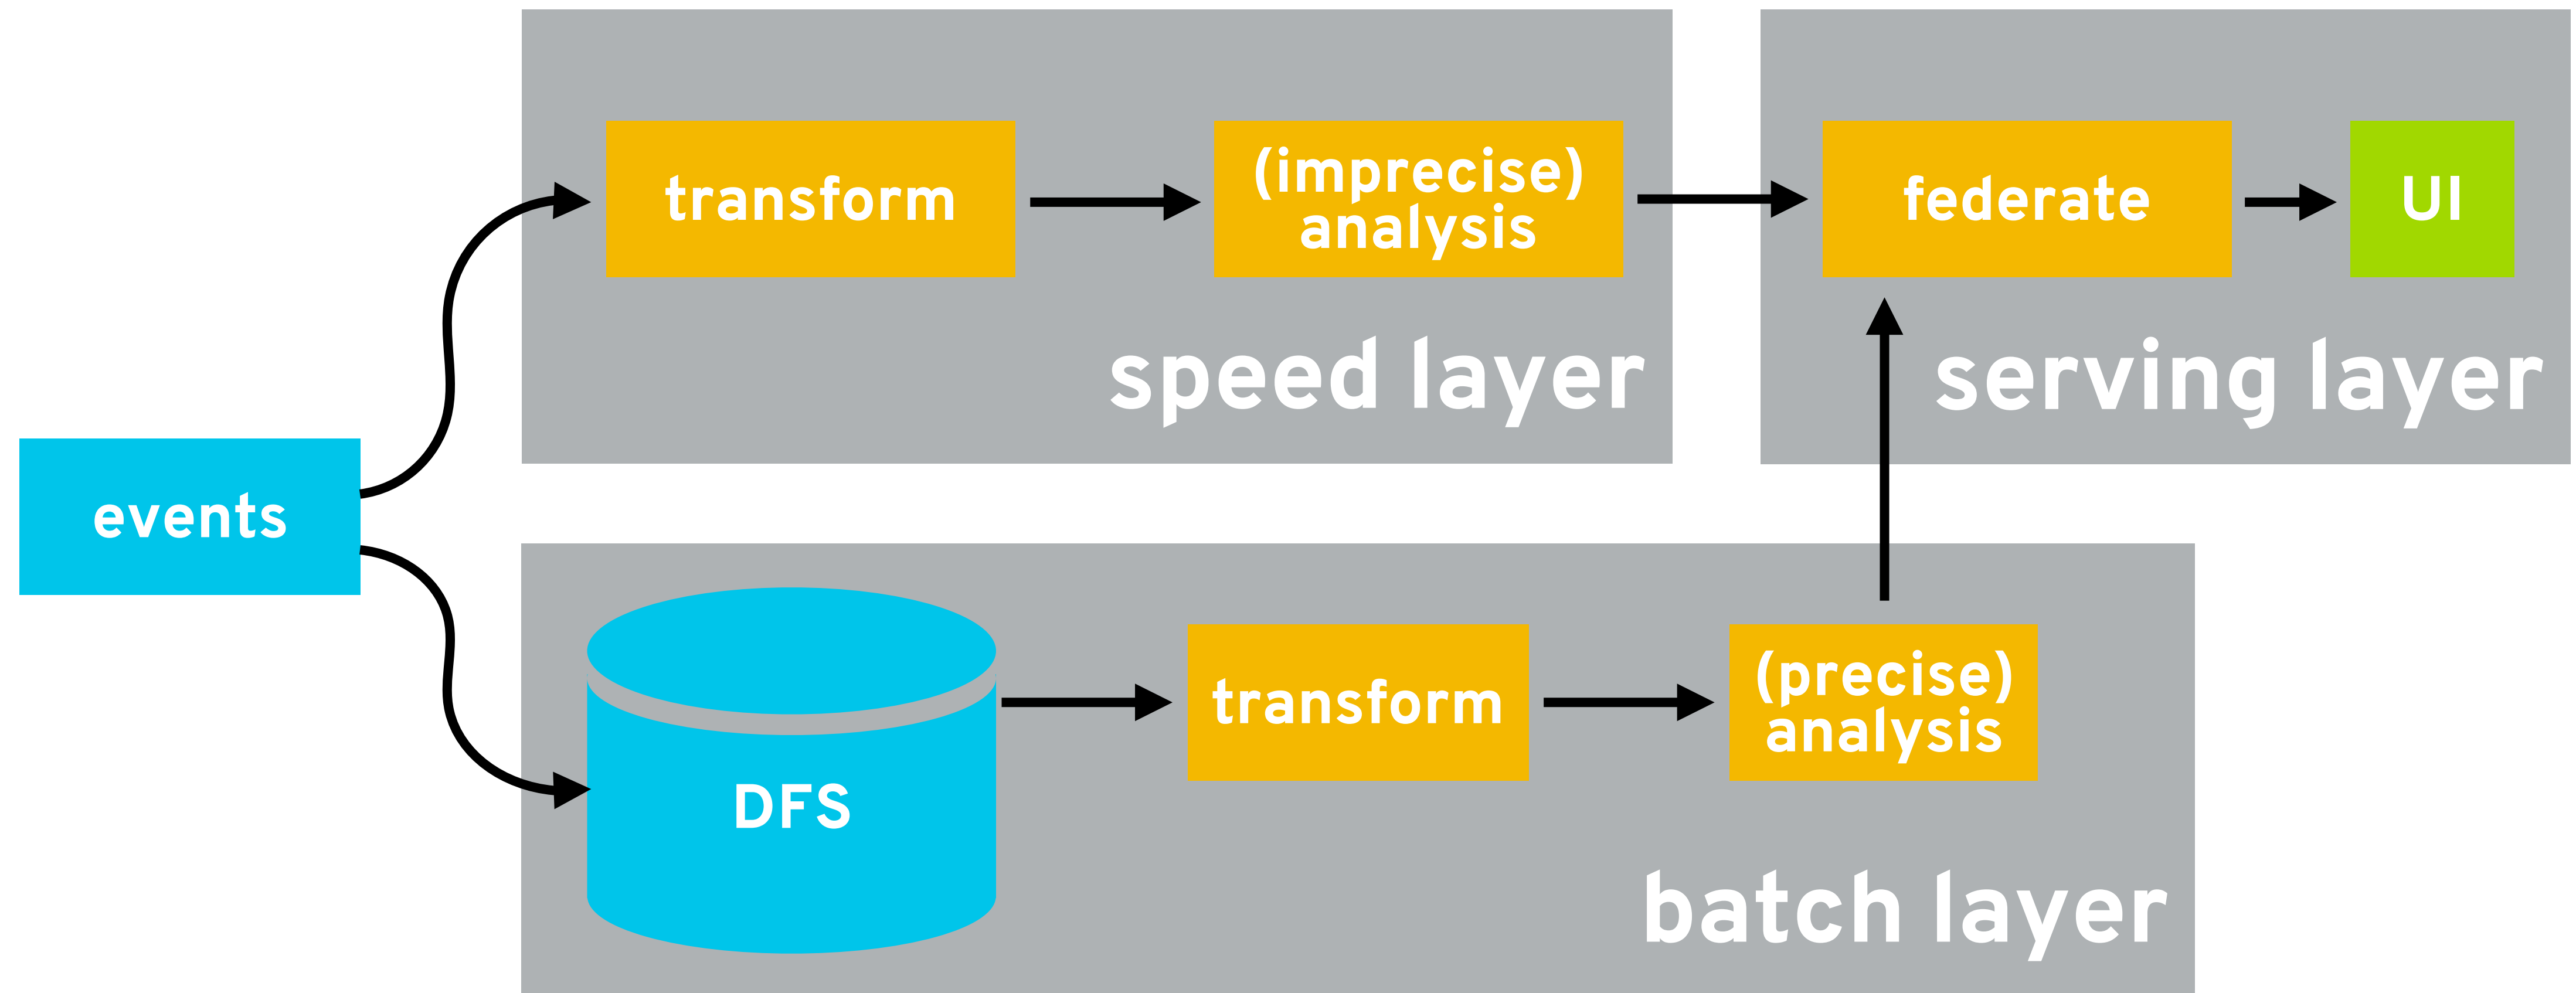 transform
(imprecise)
analysis
speed layer
federate
UI
serving layer
events
DFS
transform
(precise)
analysis
batch layer